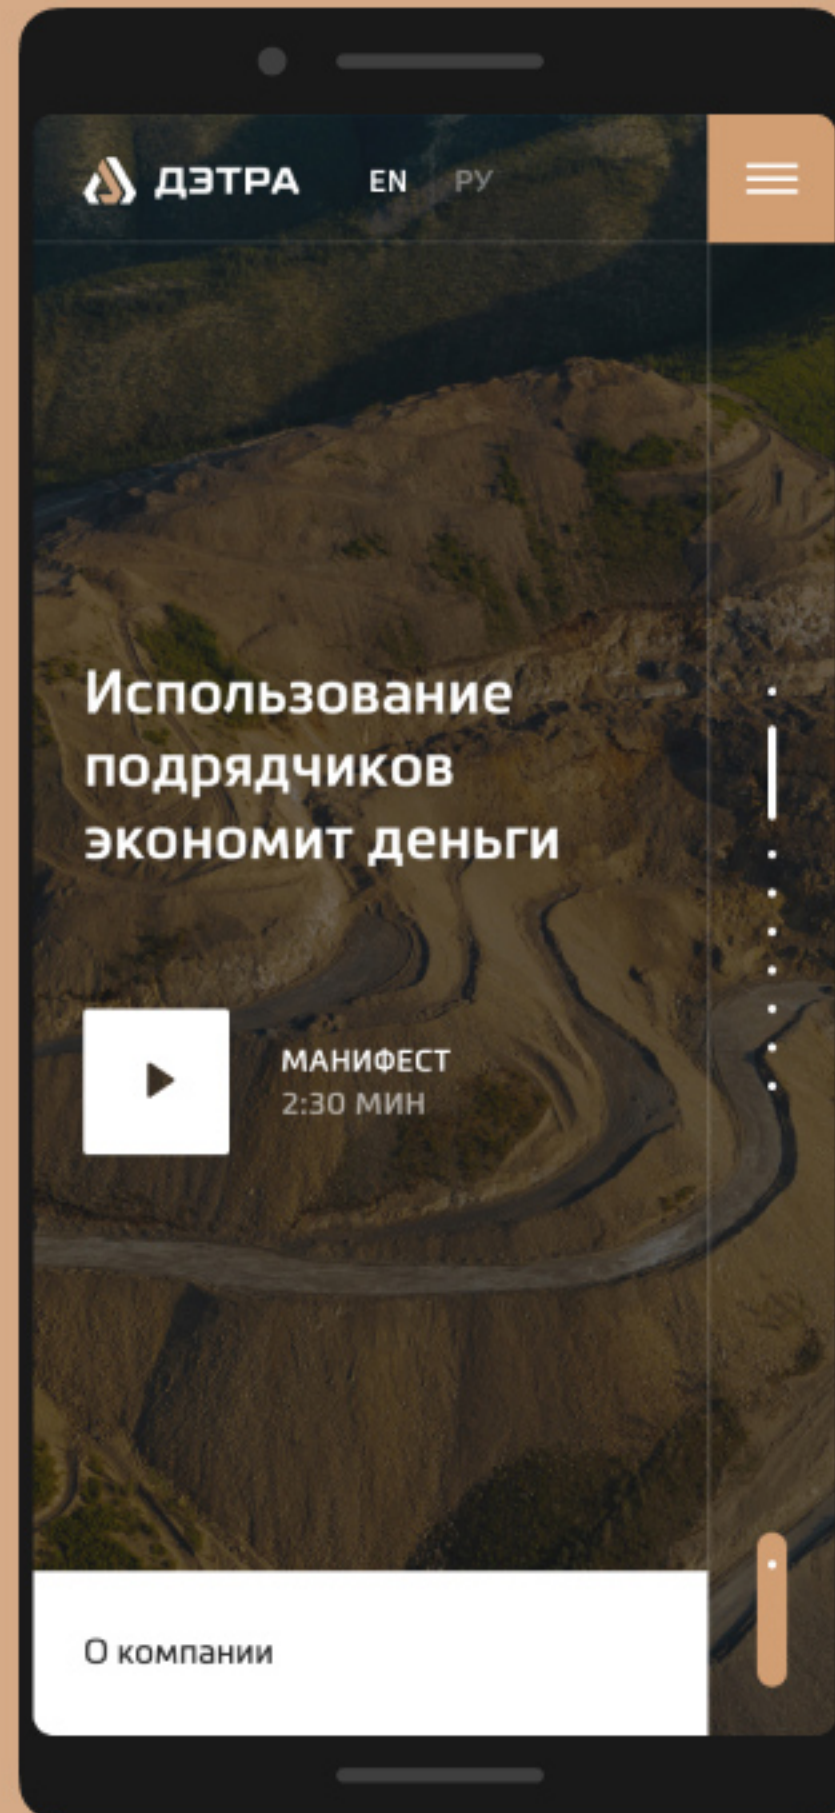 ДЭТРА EN РУ
Использование
подрядчиков
экономит деньги
МАНИФЕСТ
2:30 МИН
О компании